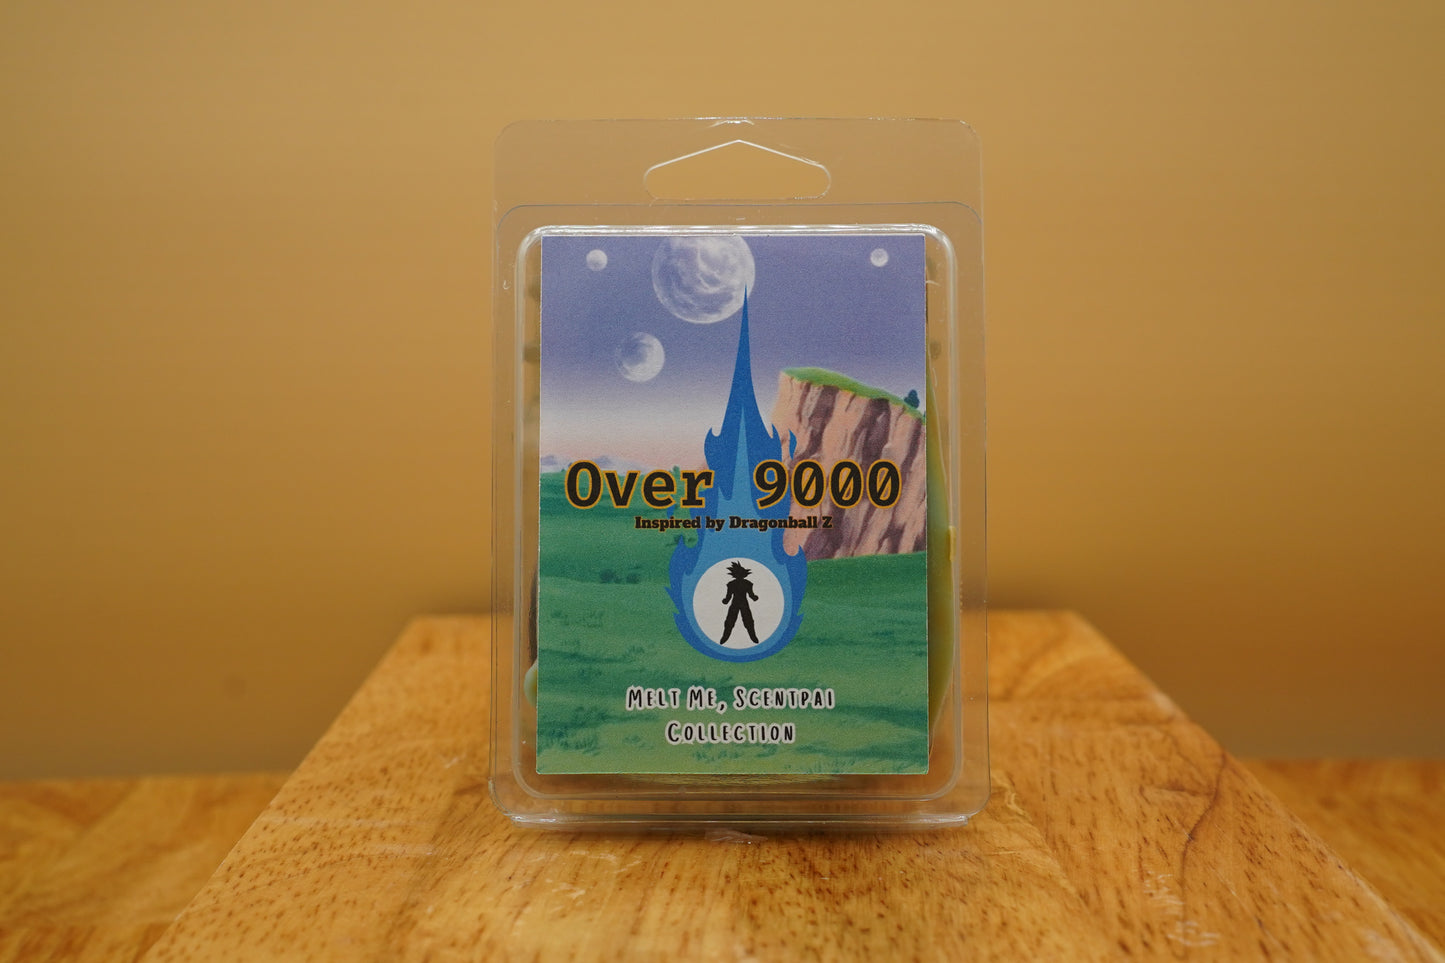 Over 9000
Inspired by Dragonball Z
Melt Me, Scentpai
Collection